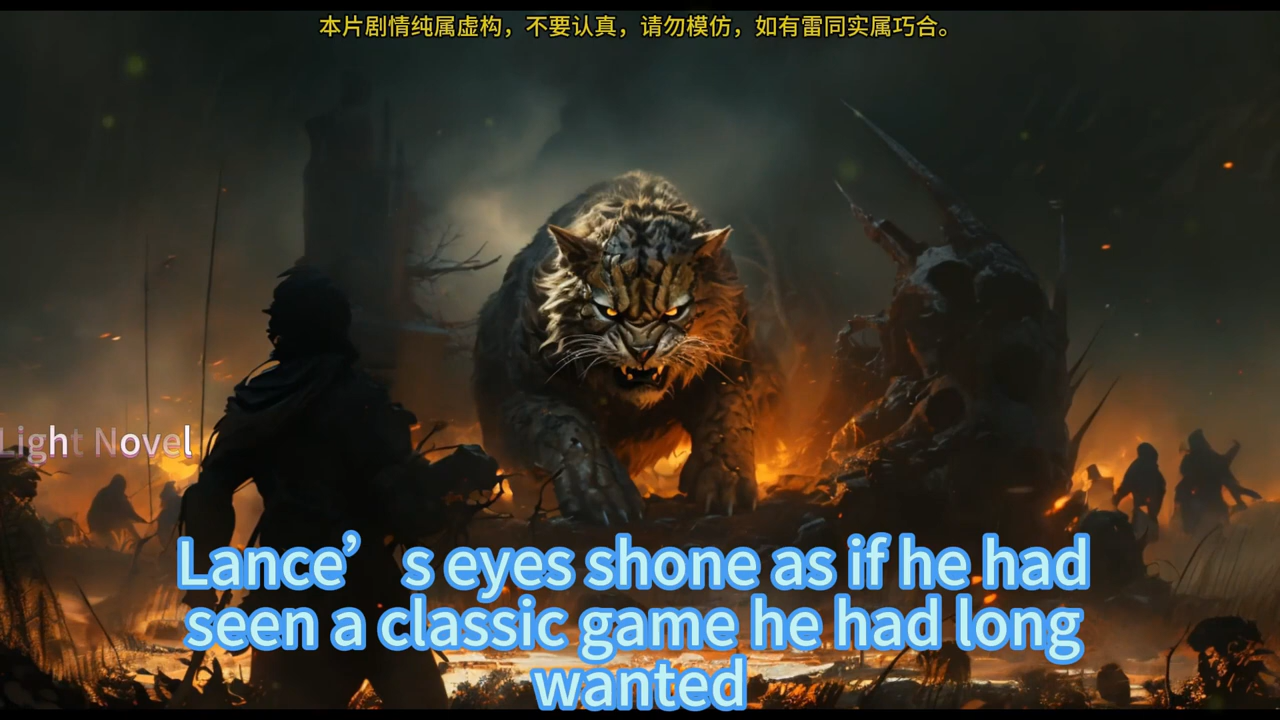 本片剧情纯属虚构，不要认真，请勿模仿，如有雷同实属巧合。
Light Novel
Lance’s eyes shone as if he had
seen a classic game he had long
wanted